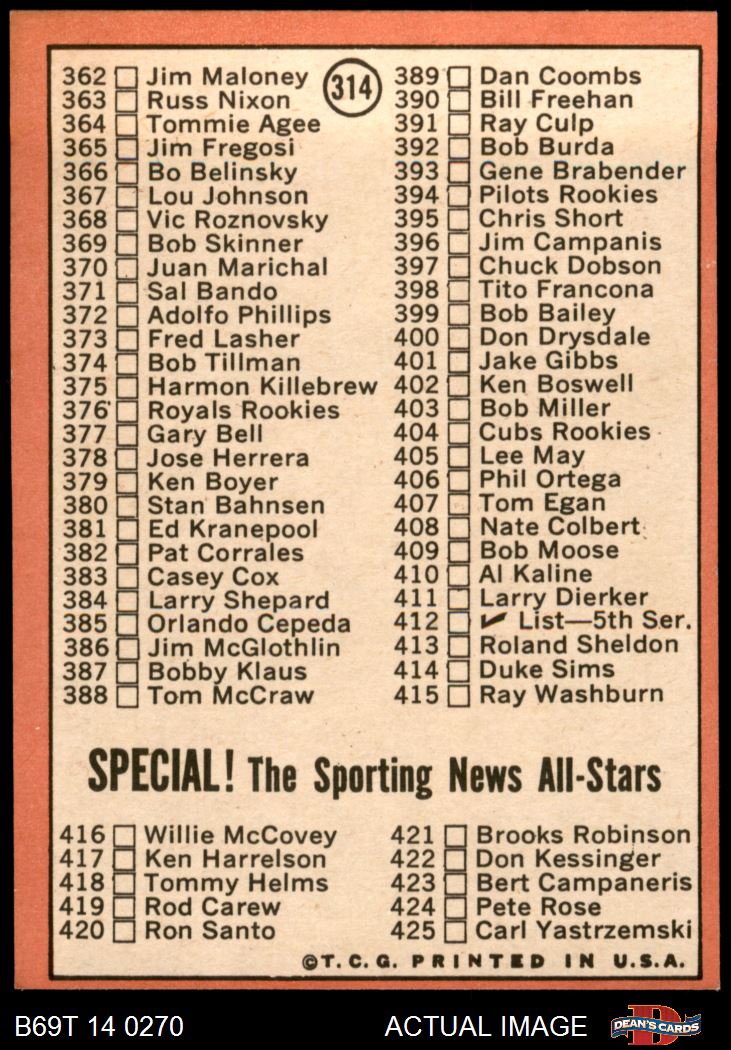 314
362 Jim Maloney
363 Russ Nixon
364 Tommie Agee
365 Jim Fregosi
366 Bo Belinsky
367 Lou Johnson
368 Vic Roznovsky
369 Bob Skinner
370 Juan Marichal
371 Sal Bando
372 Adolfo Phillips
373 Fred Lasher
374 Bob Tillman
375 Harmon Killebrew
376 Royals Rookies
377 Gary Bell
378 Jose Herrera
379 Ken Boyer
380 Stan Bahnsen
381 Ed Kranepool
382 Pat Corrales
383 Casey Cox
384 Larry Shepard
385 Orlando Cepeda
386 Jim McGlothlin
387 Bobby Klaus
388 Tom McCraw
389 Dan Coombs
390 Bill Freehan
391 Ray Culp
392 Bob Burda
393 Gene Brabender
394 Pilots Rookies
395 Chris Short
396 Jim Campanis
397 Chuck Dobson
398 Tito Francona
399 Bob Bailey
400 Don Drysdale
401 Jake Gibbs
402 Ken Boswell
403 Bob Miller
404 Cubs Rookies
405 Lee May
406 Phil Ortega
407 Tom Egan
408 Nate Colbert
409 Bob Moose
410 Al Kaline
411 Larry Dierker
412 ✔ List—5th Ser.
413 Roland Sheldon
414 Duke Sims
415 Ray Washburn
SPECIAL! The Sporting News All-Stars
416 Willie McCovey
417 Ken Harrelson
418 Tommy Helms
419 Rod Carew
420 Ron Santo
421 Brooks Robinson
422 Don Kessinger
423 Bert Campaneris
424 Pete Rose
425 Carl Yastrzemski
©T.C.G. PRINTED IN U.S.A.
B69T 14 0270 ACTUAL IMAGE
DEAN'S CARDS